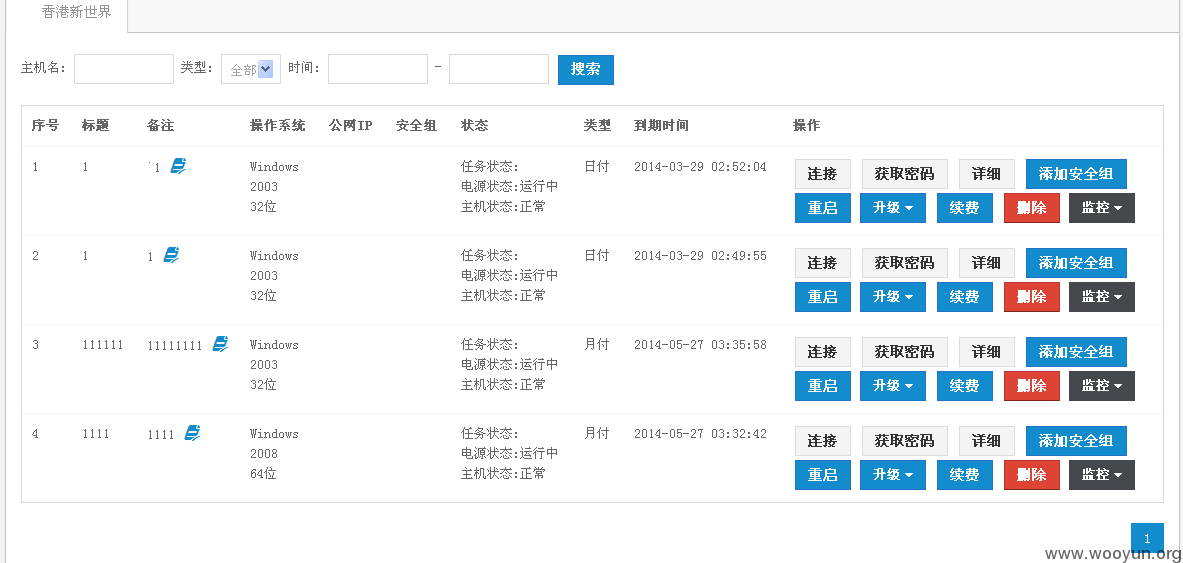 香港新世界
主机名: 类型: 全部 时间: - 搜索
序号 标题 备注 操作系统 公网IP 安全组 状态 类型 到期时间 操作
1 1 `1 Windows 任务状态: 日付 2014-03-29 02:52:04 连接 获取密码 详细 添加安全组
2003 电源状态:运行中
32位 主机状态:正常 重启 升级 续费 删除 监控
2 1 1 Windows 任务状态: 日付 2014-03-29 02:49:55 连接 获取密码 详细 添加安全组
2003 电源状态:运行中
32位 主机状态:正常 重启 升级 续费 删除 监控
3 111111 11111111 Windows 任务状态: 月付 2014-05-27 03:35:58 连接 获取密码 详细 添加安全组
2003 电源状态:运行中
32位 主机状态:正常 重启 升级 续费 删除 监控
4 1111 1111 Windows 任务状态: 月付 2014-05-27 03:32:42 连接 获取密码 详细 添加安全组
2008 电源状态:运行中
64位 主机状态:正常 重启 升级 续费 删除 监控
1
www.wooyun.org